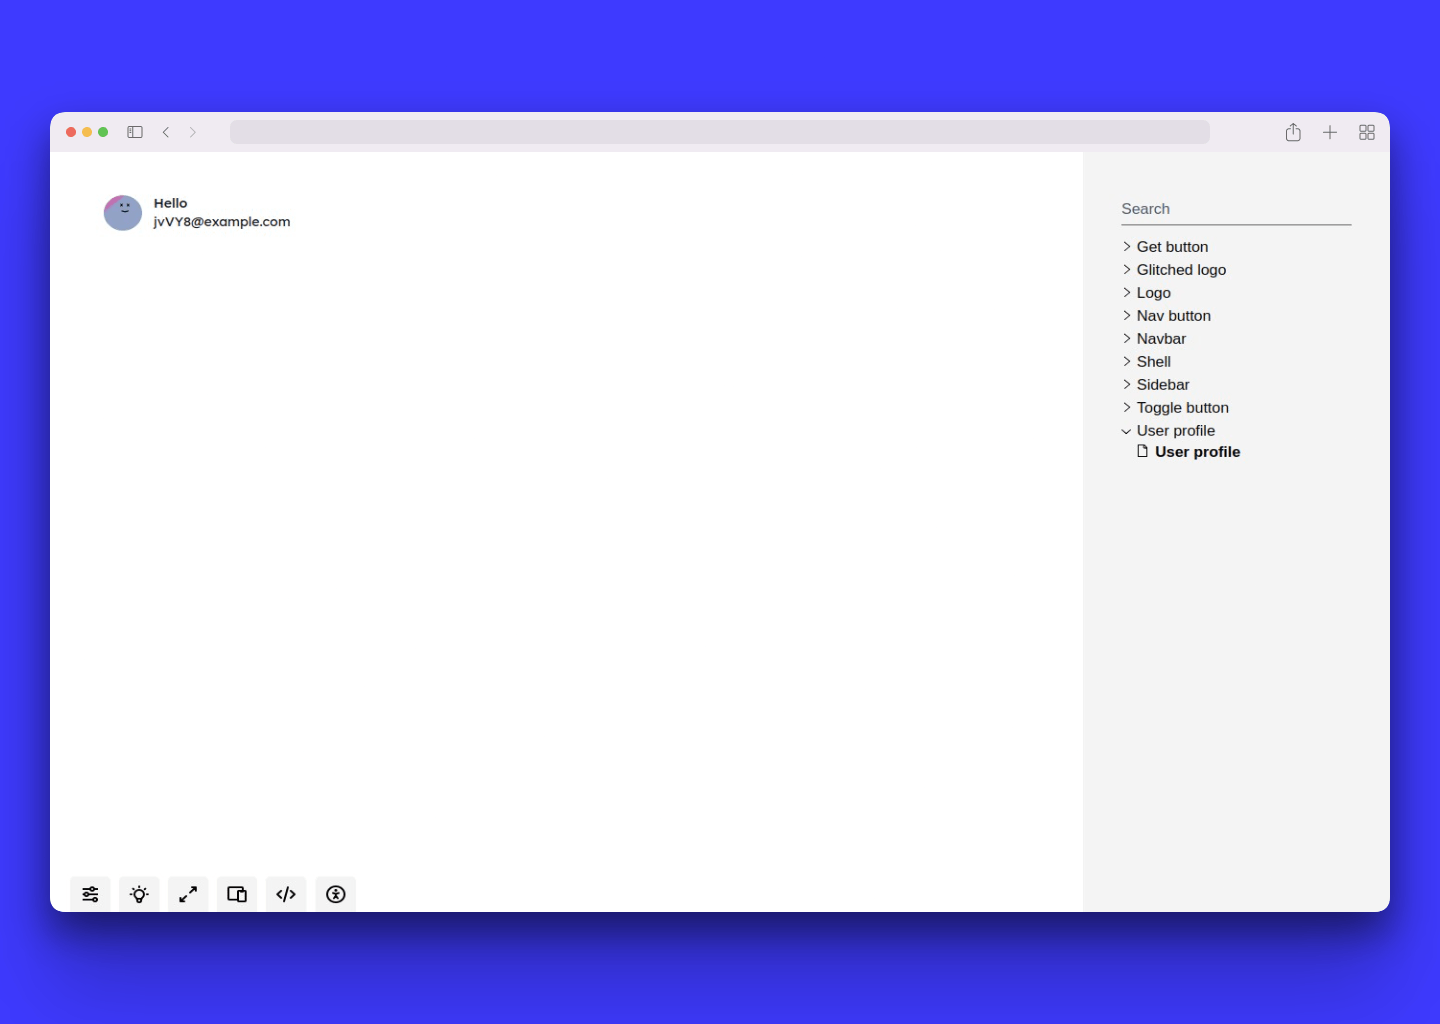 Hello
jvVY8@example.com
Search
Get button
Glitched logo
Logo
Nav button
Navbar
Shell
Sidebar
Toggle button
User profile
User profile